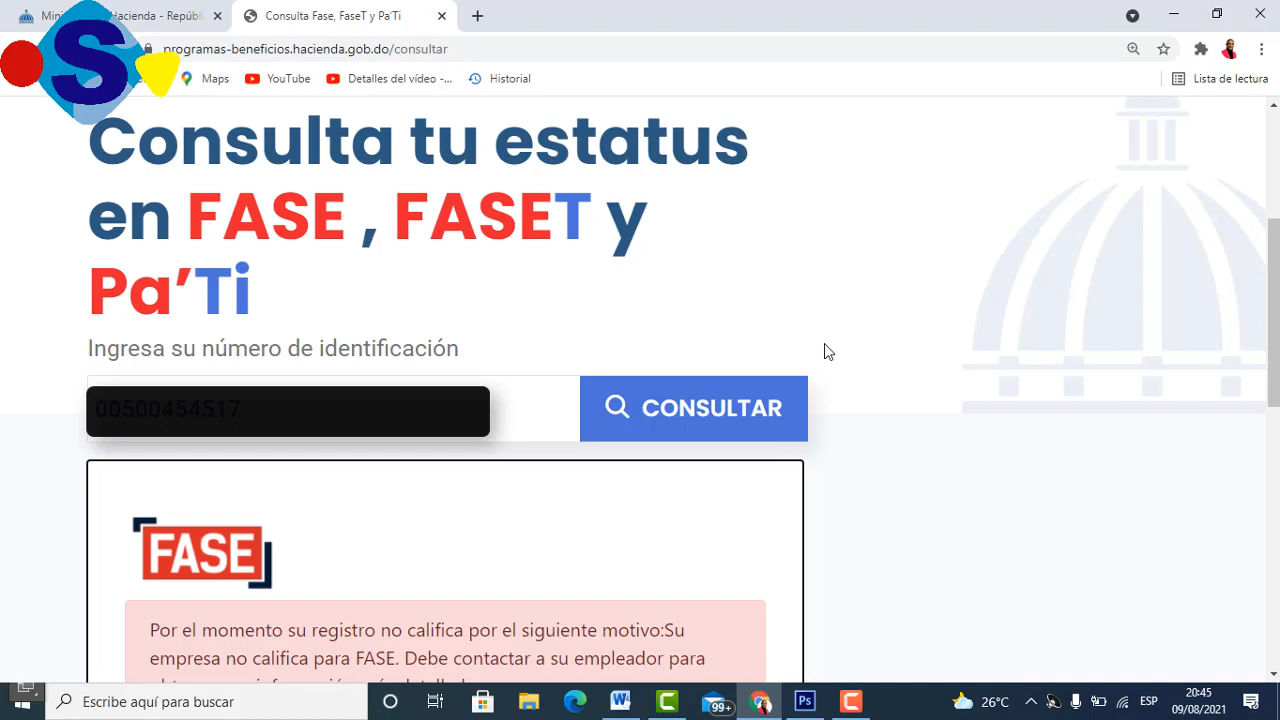 Mini
Hacienda - Repúbli
Consulta Fase, FaseT y Pa'Ti
programas-beneficios.hacienda.gob.do/consultar
Maps
YouTube
Detalles del vídeo -...
Historial
Lista de lectura
S
Consulta tu estatus
en FASE , FASET y
Pa'Ti
Ingresa su número de identificación
CONSULTAR
FASE
Por el momento su registro no califica por el siguiente motivo:Su
empresa no califica para FASE. Debe contactar a su empleador para
Escribe aquí para buscar
99+
Ps
26°C
ESP
20:45
09/08/2021